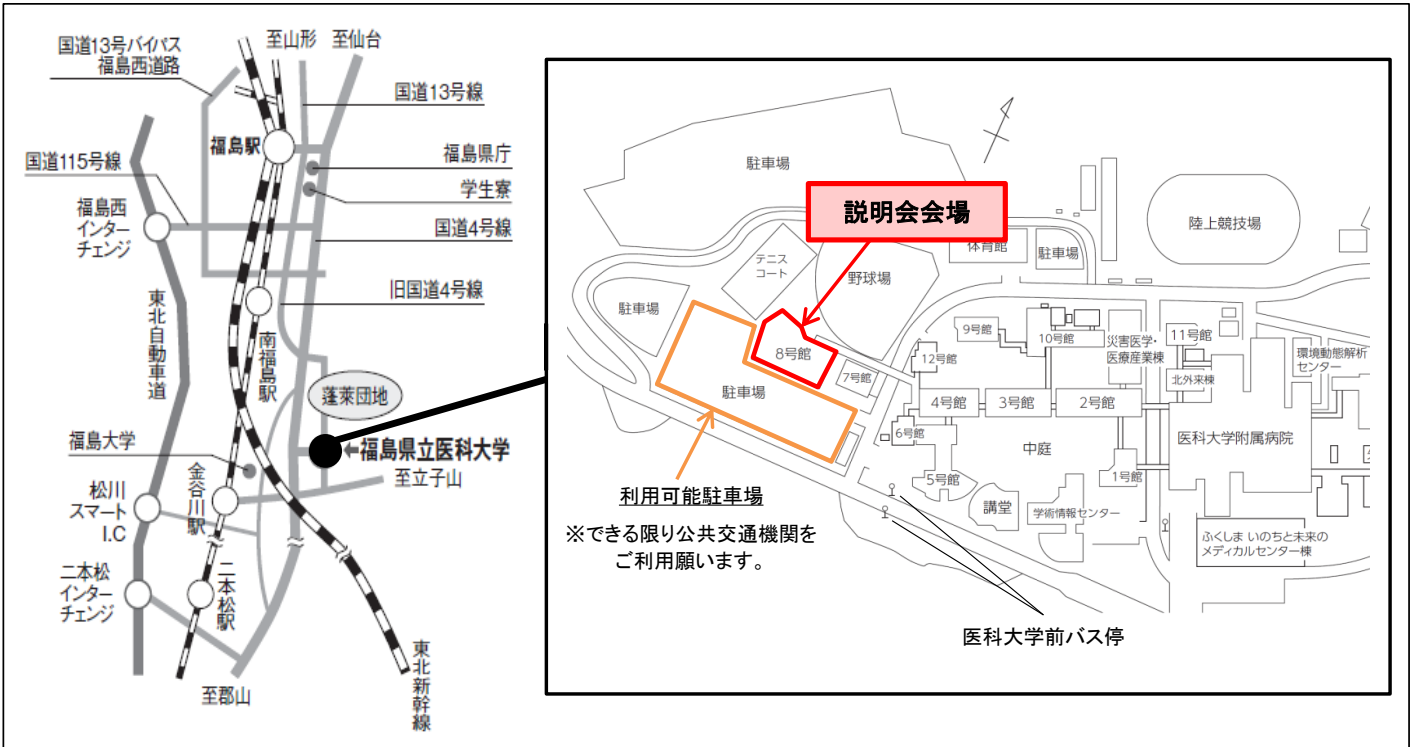 国道13号バイパス
福島西道路
至山形
至仙台
国道13号線
福島駅
福島県庁
国道115号線
学生寮
福島西
インター
チェンジ
国道4号線
旧国道4号線
東北自動車道
南福島駅
蓬萊団地
福島大学
←福島県立医科大学
至立子山
金谷川駅
松川
スマート
I.C
二本松
インター
チェンジ
二本松駅
東北新幹線
至郡山
駐車場
説明会会場
陸上競技場
体育館
駐車場
テニス
コート
野球場
駐車場
8号館
7号館
駐車場
9号館
10号館
12号館
災害医学・
医療産業棟
11号館
環境動態解析
センター
北外来棟
4号館
3号館
2号館
6号館
中庭
医科大学附属病院
5号館
1号館
講堂
学術情報センター
利用可能駐車場
※できる限り公共交通機関を
ご利用願います。
ふくしま いのちと未来の
メディカルセンター棟
医科大学前バス停